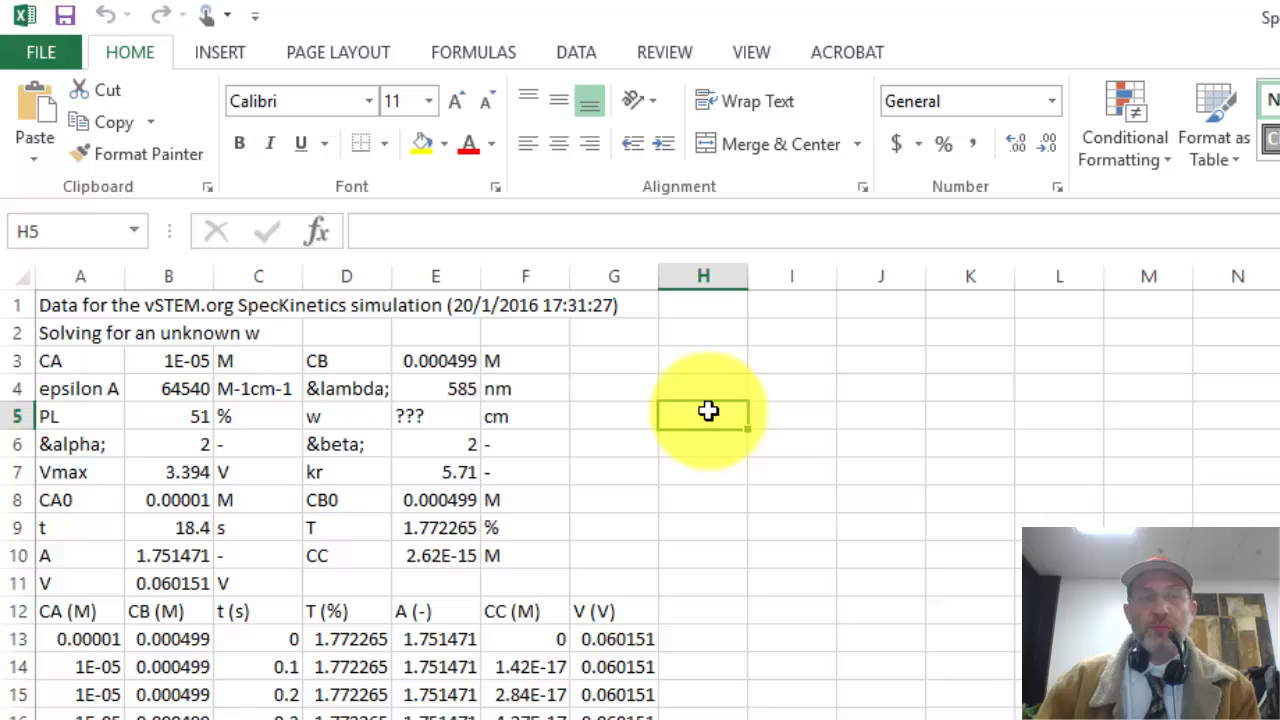 Sp
FILE HOME INSERT PAGE LAYOUT FORMULAS DATA REVIEW VIEW ACROBAT
Paste
Cut
Copy
Format Painter
Clipboard
Calibri 11
B I U A
Font
Wrap Text
Merge & Center
Alignment
General
$ % ,
Number
Conditional Formatting
Format as Table
N
C
H5 fx
A B C D E F G H I J K L M N
1 Data for the vSTEM.org SpecKinetics simulation (20/1/2016 17:31:27)
2 Solving for an unknown w
3 CA 1E-05 M CB 0.000499 M
4 epsilon A 64540 M-1cm-1 &lambda; 585 nm
5 PL 51 % w ??? cm
6 &alpha; 2 - &beta; 2 -
7 Vmax 3.394 V kr 5.71 -
8 CA0 0.00001 M CB0 0.000499 M
9 t 18.4 s T 1.772265 %
10 A 1.751471 - CC 2.62E-15 M
11 V 0.060151 V
12 CA (M) CB (M) t (s) T (%) A (-) CC (M) V (V)
13 0.00001 0.000499 0 1.772265 1.751471 0 0.060151
14 1E-05 0.000499 0.1 1.772265 1.751471 1.42E-17 0.060151
15 1E-05 0.000499 0.2 1.772265 1.751471 2.84E-17 0.060151